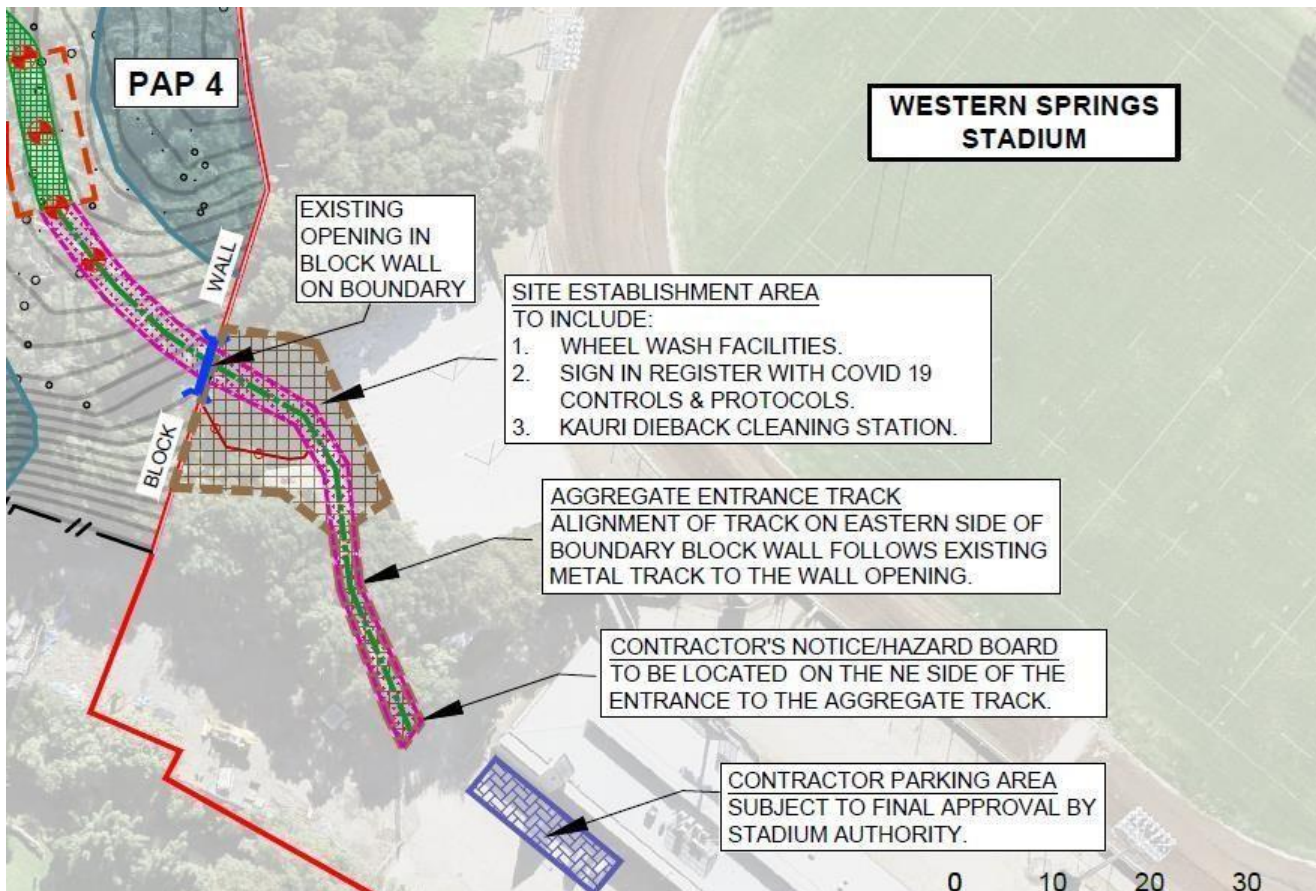 PAP 4
WESTERN SPRINGS
STADIUM
EXISTING
OPENING IN
BLOCK WALL
ON BOUNDARY
WALL
BLOCK
SITE ESTABLISHMENT AREA
TO INCLUDE:
1. WHEEL WASH FACILITIES.
2. SIGN IN REGISTER WITH COVID 19
CONTROLS & PROTOCOLS.
3. KAURI DIEBACK CLEANING STATION.
AGGREGATE ENTRANCE TRACK
ALIGNMENT OF TRACK ON EASTERN SIDE OF
BOUNDARY BLOCK WALL FOLLOWS EXISTING
METAL TRACK TO THE WALL OPENING.
CONTRACTOR'S NOTICE/HAZARD BOARD
TO BE LOCATED ON THE NE SIDE OF THE
ENTRANCE TO THE AGGREGATE TRACK.
CONTRACTOR PARKING AREA
SUBJECT TO FINAL APPROVAL BY
STADIUM AUTHORITY.
0 10 20 30